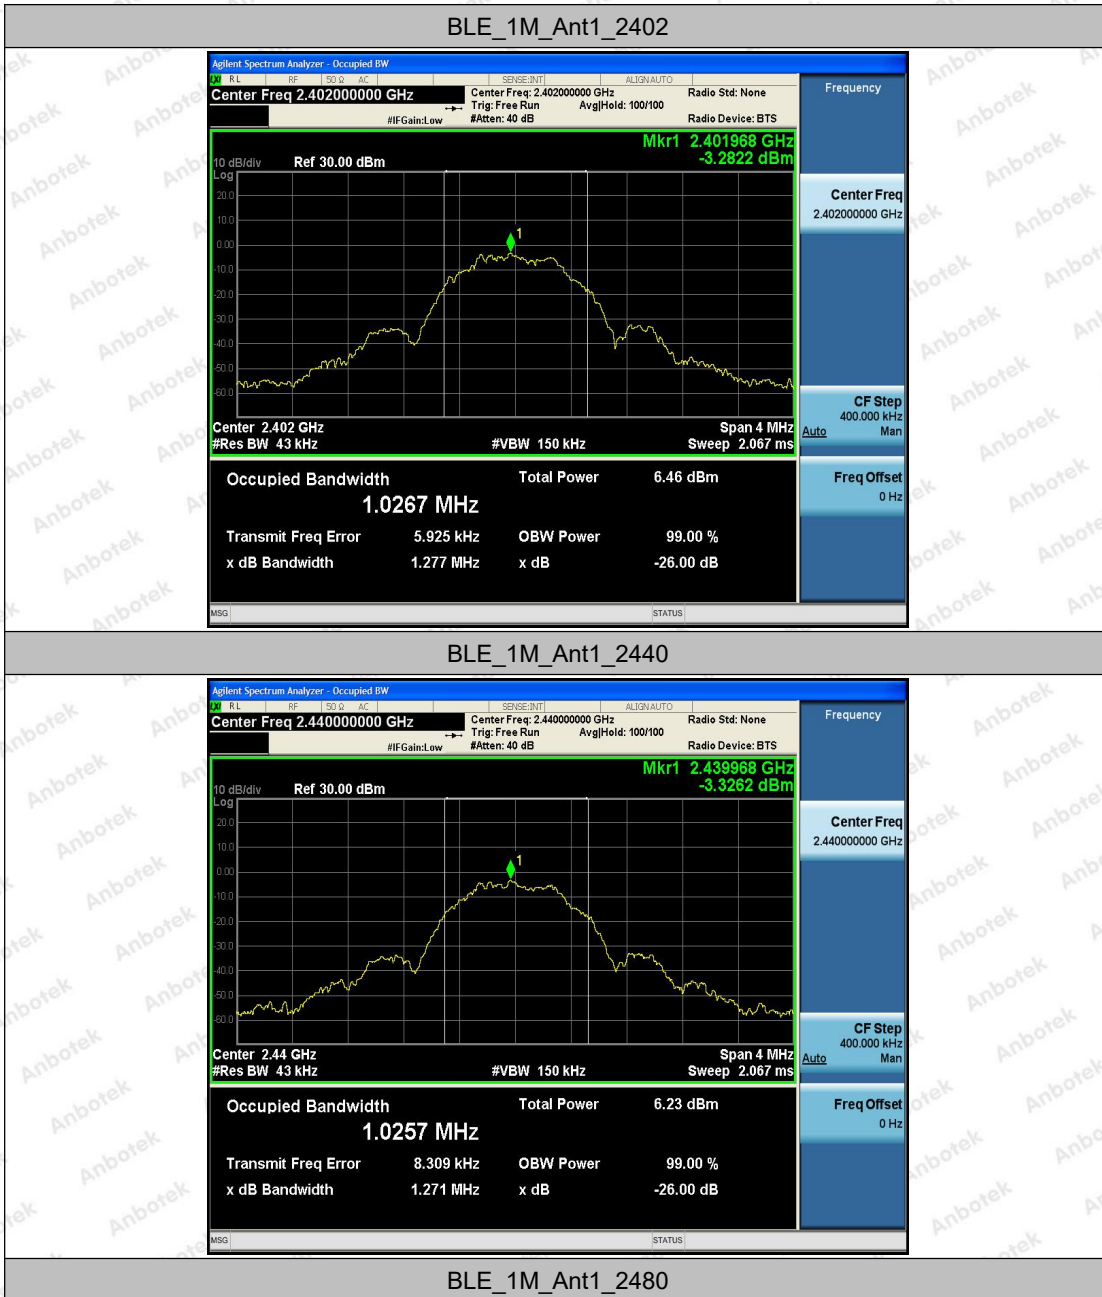 BLE_1M_Ant1_2402
Agilent Spectrum Analyzer - Occupied BW
LXI RL RF 50 Ω AC SENSE:INT ALIGNAUTO
Center Freq 2.402000000 GHz
Center Freq: 2.402000000 GHz Radio Std: None
Trig: Free Run Avg|Hold: 100/100
#IFGain:Low #Atten: 40 dB Radio Device: BTS
Mkr1 2.401968 GHz
-3.2822 dBm
10 dB/div Ref 30.00 dBm
Log
20.0
10.0
0.00
-10.0
-20.0
-30.0
-40.0
-50.0
-60.0
1
Center 2.402 GHz Span 4 MHz
#Res BW 43 kHz #VBW 150 kHz Sweep 2.067 ms
Occupied Bandwidth Total Power 6.46 dBm
1.0267 MHz
Transmit Freq Error 5.925 kHz OBW Power 99.00 %
x dB Bandwidth 1.277 MHz x dB -26.00 dB
MSG STATUS
Frequency
Center Freq
2.402000000 GHz
CF Step
400.000 kHz
Auto Man
Freq Offset
0 Hz
BLE_1M_Ant1_2440
Agilent Spectrum Analyzer - Occupied BW
LXI RL RF 50 Ω AC SENSE:INT ALIGNAUTO
Center Freq 2.440000000 GHz
Center Freq: 2.440000000 GHz Radio Std: None
Trig: Free Run Avg|Hold: 100/100
#IFGain:Low #Atten: 40 dB Radio Device: BTS
Mkr1 2.439968 GHz
-3.3262 dBm
10 dB/div Ref 30.00 dBm
Log
20.0
10.0
0.00
-10.0
-20.0
-30.0
-40.0
-50.0
-60.0
1
Center 2.44 GHz Span 4 MHz
#Res BW 43 kHz #VBW 150 kHz Sweep 2.067 ms
Occupied Bandwidth Total Power 6.23 dBm
1.0257 MHz
Transmit Freq Error 8.309 kHz OBW Power 99.00 %
x dB Bandwidth 1.271 MHz x dB -26.00 dB
MSG STATUS
Frequency
Center Freq
2.440000000 GHz
CF Step
400.000 kHz
Auto Man
Freq Offset
0 Hz
BLE_1M_Ant1_2480
Anbotek